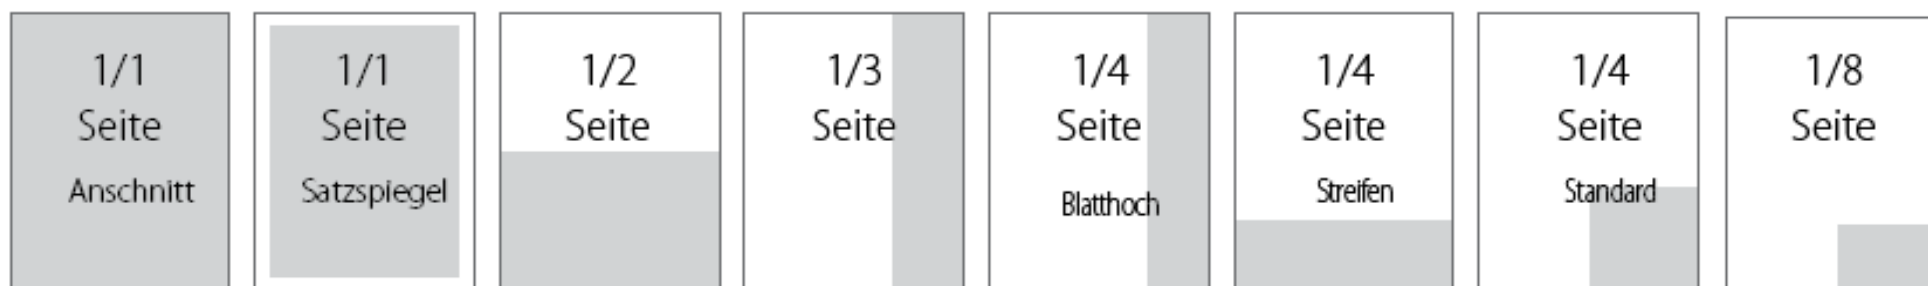 1/1
Seite
Anschnitt
1/1
Seite
Satzspiegel
1/2
Seite
1/3
Seite
1/4
Seite
Blatthoch
1/4
Seite
Streifen
1/4
Seite
Standard
1/8
Seite